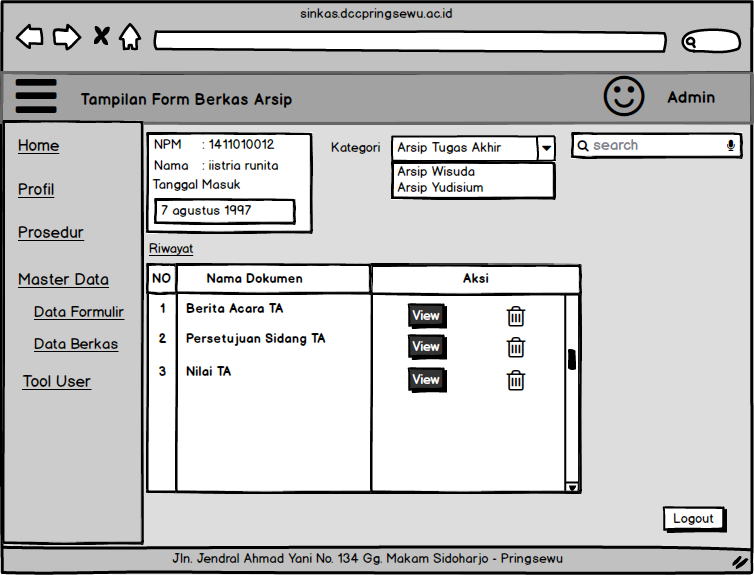 sinkas.dccpringsewu.ac.id
Tampilan Form Berkas Arsip
Admin
Home
Profil
Prosedur
Master Data
Data Formulir
Data Berkas
Tool User
NPM : 1411010012
Nama : iistria runita
Tanggal Masuk
7 agustus 1997
Kategori
Arsip Tugas Akhir
Arsip Wisuda
Arsip Yudisium
search
Riwayat
NO Nama Dokumen Aksi
1 Berita Acara TA View
2 Persetujuan Sidang TA View
3 Nilai TA View
Logout
Jln. Jendral Ahmad Yani No. 134 Gg. Makam Sidoharjo - Pringsewu